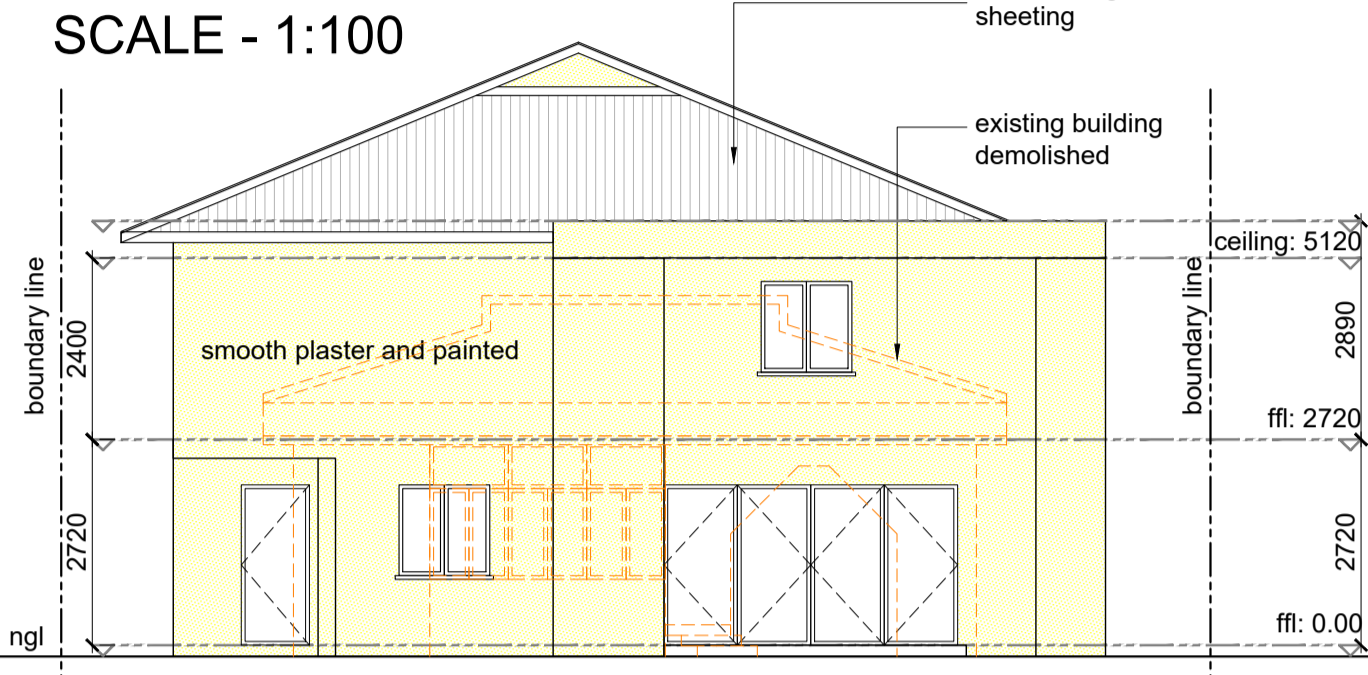 SCALE - 1:100
sheeting
existing building
demolished
ceiling: 5120
boundary line
2400
smooth plaster and painted
boundary line
2890
ffl: 2720
2720
2720
ngl
ffl: 0.00